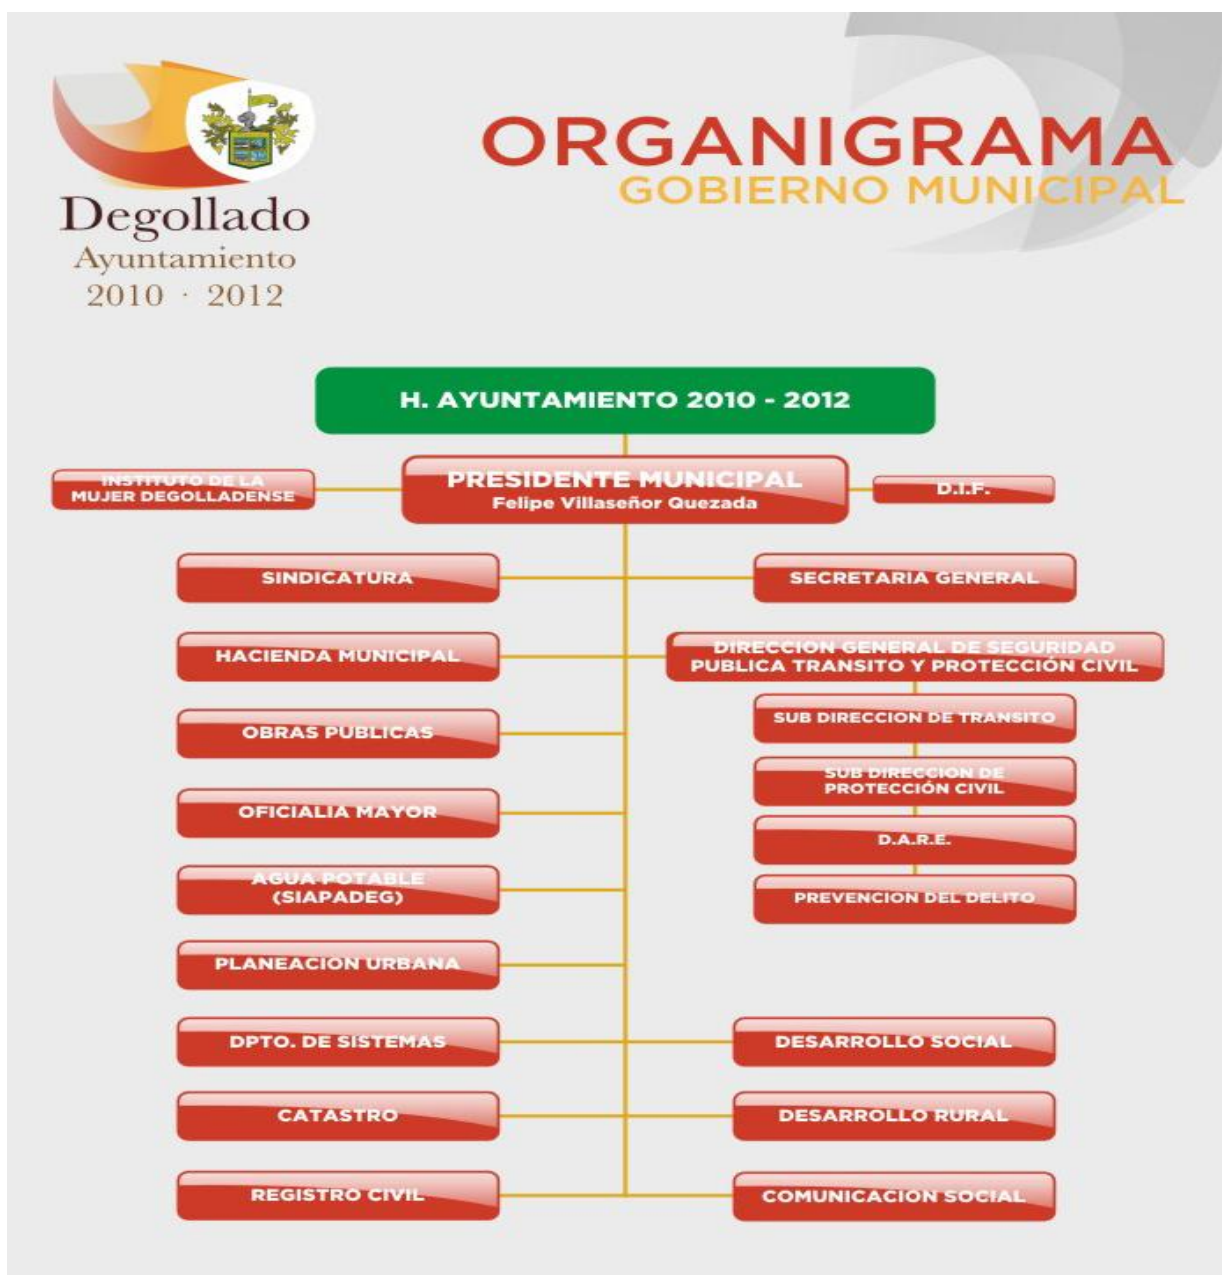 Degollado
Ayuntamiento
2010 · 2012
ORGANIGRAMA
GOBIERNO MUNICIPAL
H. AYUNTAMIENTO 2010 - 2012
INSTITUTO DE LA
MUJER DEGOLLADENSE
PRESIDENTE MUNICIPAL
Felipe Villaseñor Quezada
D.I.F.
SINDICATURA
SECRETARIA GENERAL
HACIENDA MUNICIPAL
DIRECCION GENERAL DE SEGURIDAD
PUBLICA TRANSITO Y PROTECCIÓN CIVIL
OBRAS PUBLICAS
SUB DIRECCION DE TRANSITO
SUB DIRECCION DE
PROTECCIÓN CIVIL
OFICIALIA MAYOR
D.A.R.E.
AGUA POTABLE
(SIAPADEG)
PREVENCION DEL DELITO
PLANEACION URBANA
DPTO. DE SISTEMAS
DESARROLLO SOCIAL
CATASTRO
DESARROLLO RURAL
REGISTRO CIVIL
COMUNICACION SOCIAL